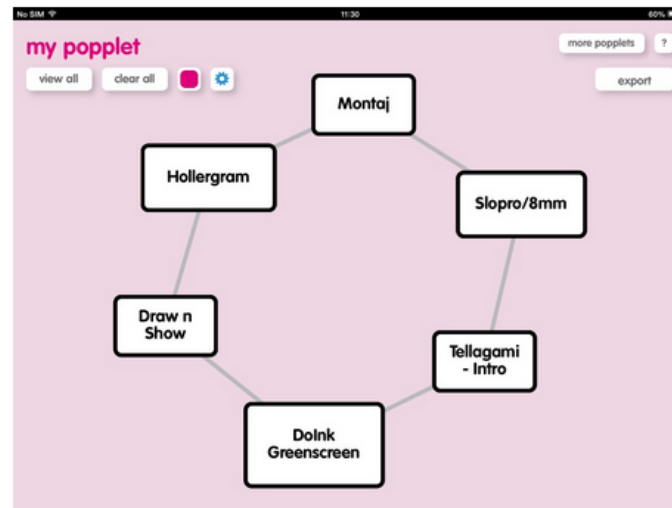 No SIM 11:30 60%
my popplet
more popplets ?
view all clear all
export
Montaj
Hollergram
Slopro/8mm
Draw n
Show
Tellagami
- Intro
DoInk
Greenscreen